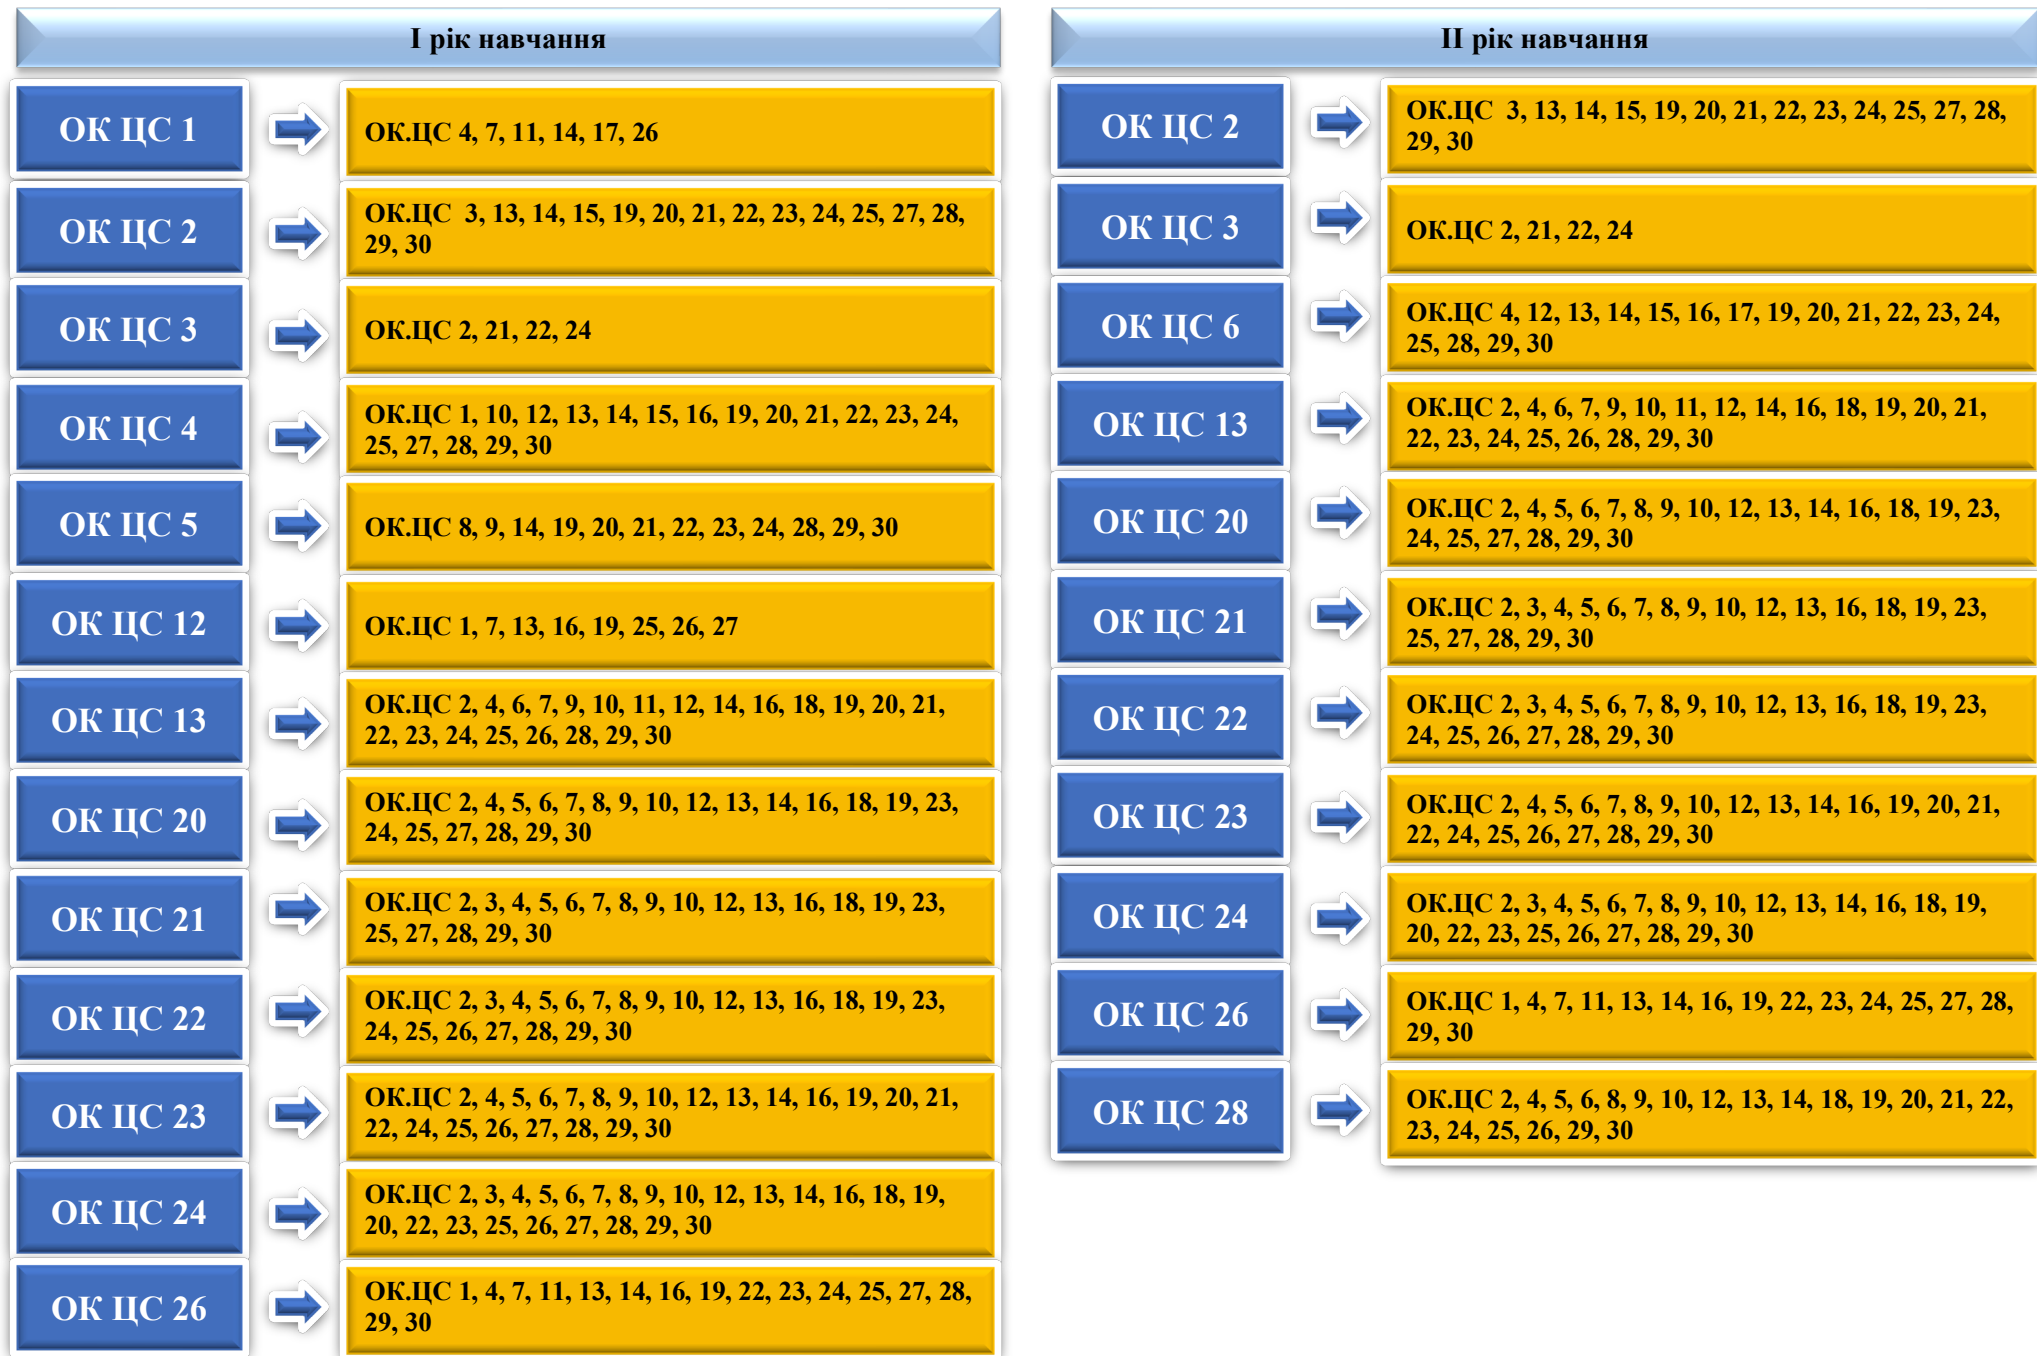 І рік навчання
ОК ЦС 1
ОК.ЦС 4, 7, 11, 14, 17, 26
ОК ЦС 2
ОК.ЦС 3, 13, 14, 15, 19, 20, 21, 22, 23, 24, 25, 27, 28,
29, 30
ОК ЦС 3
ОК.ЦС 2, 21, 22, 24
ОК ЦС 4
ОК.ЦС 1, 10, 12, 13, 14, 15, 16, 19, 20, 21, 22, 23, 24,
25, 27, 28, 29, 30
ОК ЦС 5
ОК.ЦС 8, 9, 14, 19, 20, 21, 22, 23, 24, 28, 29, 30
ОК ЦС 12
ОК.ЦС 1, 7, 13, 16, 19, 25, 26, 27
ОК ЦС 13
ОК.ЦС 2, 4, 6, 7, 9, 10, 11, 12, 14, 16, 18, 19, 20, 21,
22, 23, 24, 25, 26, 28, 29, 30
ОК ЦС 20
ОК.ЦС 2, 4, 5, 6, 7, 8, 9, 10, 12, 13, 14, 16, 18, 19, 23,
24, 25, 27, 28, 29, 30
ОК ЦС 21
ОК.ЦС 2, 3, 4, 5, 6, 7, 8, 9, 10, 12, 13, 16, 18, 19, 23,
25, 27, 28, 29, 30
ОК ЦС 22
ОК.ЦС 2, 3, 4, 5, 6, 7, 8, 9, 10, 12, 13, 16, 18, 19, 23,
24, 25, 26, 27, 28, 29, 30
ОК ЦС 23
ОК.ЦС 2, 4, 5, 6, 7, 8, 9, 10, 12, 13, 14, 16, 19, 20, 21,
22, 24, 25, 26, 27, 28, 29, 30
ОК ЦС 24
ОК.ЦС 2, 3, 4, 5, 6, 7, 8, 9, 10, 12, 13, 14, 16, 18, 19,
20, 22, 23, 25, 26, 27, 28, 29, 30
ОК ЦС 26
ОК.ЦС 1, 4, 7, 11, 13, 14, 16, 19, 22, 23, 24, 25, 27, 28,
29, 30
ІІ рік навчання
ОК ЦС 2
ОК.ЦС 3, 13, 14, 15, 19, 20, 21, 22, 23, 24, 25, 27, 28,
29, 30
ОК ЦС 3
ОК.ЦС 2, 21, 22, 24
ОК ЦС 6
ОК.ЦС 4, 12, 13, 14, 15, 16, 17, 19, 20, 21, 22, 23, 24,
25, 28, 29, 30
ОК ЦС 13
ОК.ЦС 2, 4, 6, 7, 9, 10, 11, 12, 14, 16, 18, 19, 20, 21,
22, 23, 24, 25, 26, 28, 29, 30
ОК ЦС 20
ОК.ЦС 2, 4, 5, 6, 7, 8, 9, 10, 12, 13, 14, 16, 18, 19, 23,
24, 25, 27, 28, 29, 30
ОК ЦС 21
ОК.ЦС 2, 3, 4, 5, 6, 7, 8, 9, 10, 12, 13, 16, 18, 19, 23,
25, 27, 28, 29, 30
ОК ЦС 22
ОК.ЦС 2, 3, 4, 5, 6, 7, 8, 9, 10, 12, 13, 16, 18, 19, 23,
24, 25, 26, 27, 28, 29, 30
ОК ЦС 23
ОК.ЦС 2, 4, 5, 6, 7, 8, 9, 10, 12, 13, 14, 16, 19, 20, 21,
22, 24, 25, 26, 27, 28, 29, 30
ОК ЦС 24
ОК.ЦС 2, 3, 4, 5, 6, 7, 8, 9, 10, 12, 13, 14, 16, 18, 19,
20, 22, 23, 25, 26, 27, 28, 29, 30
ОК ЦС 26
ОК.ЦС 1, 4, 7, 11, 13, 14, 16, 19, 22, 23, 24, 25, 27, 28,
29, 30
ОК ЦС 28
ОК.ЦС 2, 4, 5, 6, 8, 9, 10, 12, 13, 14, 18, 19, 20, 21, 22,
23, 24, 25, 26, 29, 30